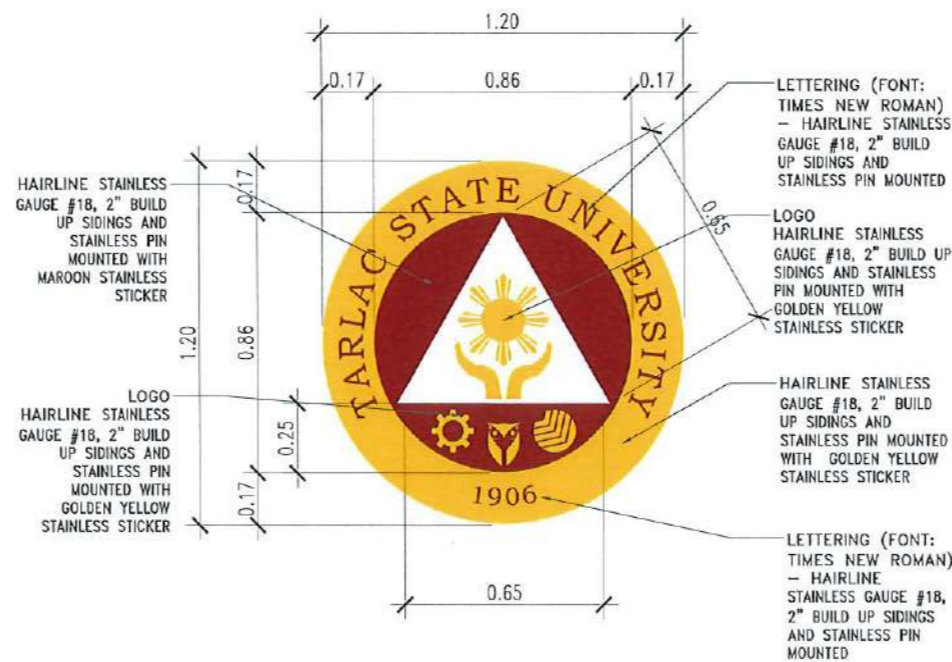 1.20
0.17
0.86
0.17
LETTERING (FONT:
TIMES NEW ROMAN)
– HAIRLINE STAINLESS
GAUGE #18, 2" BUILD
UP SIDINGS AND
STAINLESS PIN MOUNTED
HAIRLINE STAINLESS
GAUGE #18, 2" BUILD
UP SIDINGS AND
STAINLESS PIN
MOUNTED WITH
MAROON STAINLESS
STICKER
0.17
0.65
LOGO
HAIRLINE STAINLESS
GAUGE #18, 2" BUILD UP
SIDINGS AND STAINLESS
PIN MOUNTED WITH
GOLDEN YELLOW
STAINLESS STICKER
TARLAC STATE UNIVERSITY
1.20
0.86
LOGO
HAIRLINE STAINLESS
GAUGE #18, 2" BUILD
UP SIDINGS AND
STAINLESS PIN
MOUNTED WITH
GOLDEN YELLOW
STAINLESS STICKER
0.25
0.17
HAIRLINE STAINLESS
GAUGE #18, 2" BUILD
UP SIDINGS AND
STAINLESS PIN MOUNTED
WITH GOLDEN YELLOW
STAINLESS STICKER
1906
LETTERING (FONT:
TIMES NEW ROMAN)
– HAIRLINE
STAINLESS GAUGE #18,
2" BUILD UP SIDINGS
AND STAINLESS PIN
MOUNTED
0.65